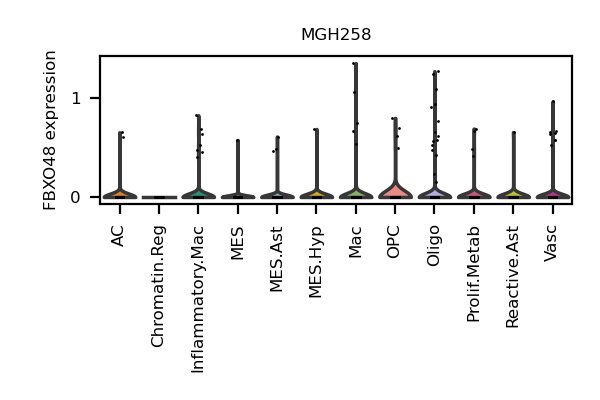 MGH258
FBXO48 expression
1
0
AC
Chromatin.Reg
Inflammatory.Mac
MES
MES.Ast
MES.Hyp
Mac
OPC
Oligo
Prolif.Metab
Reactive.Ast
Vasc